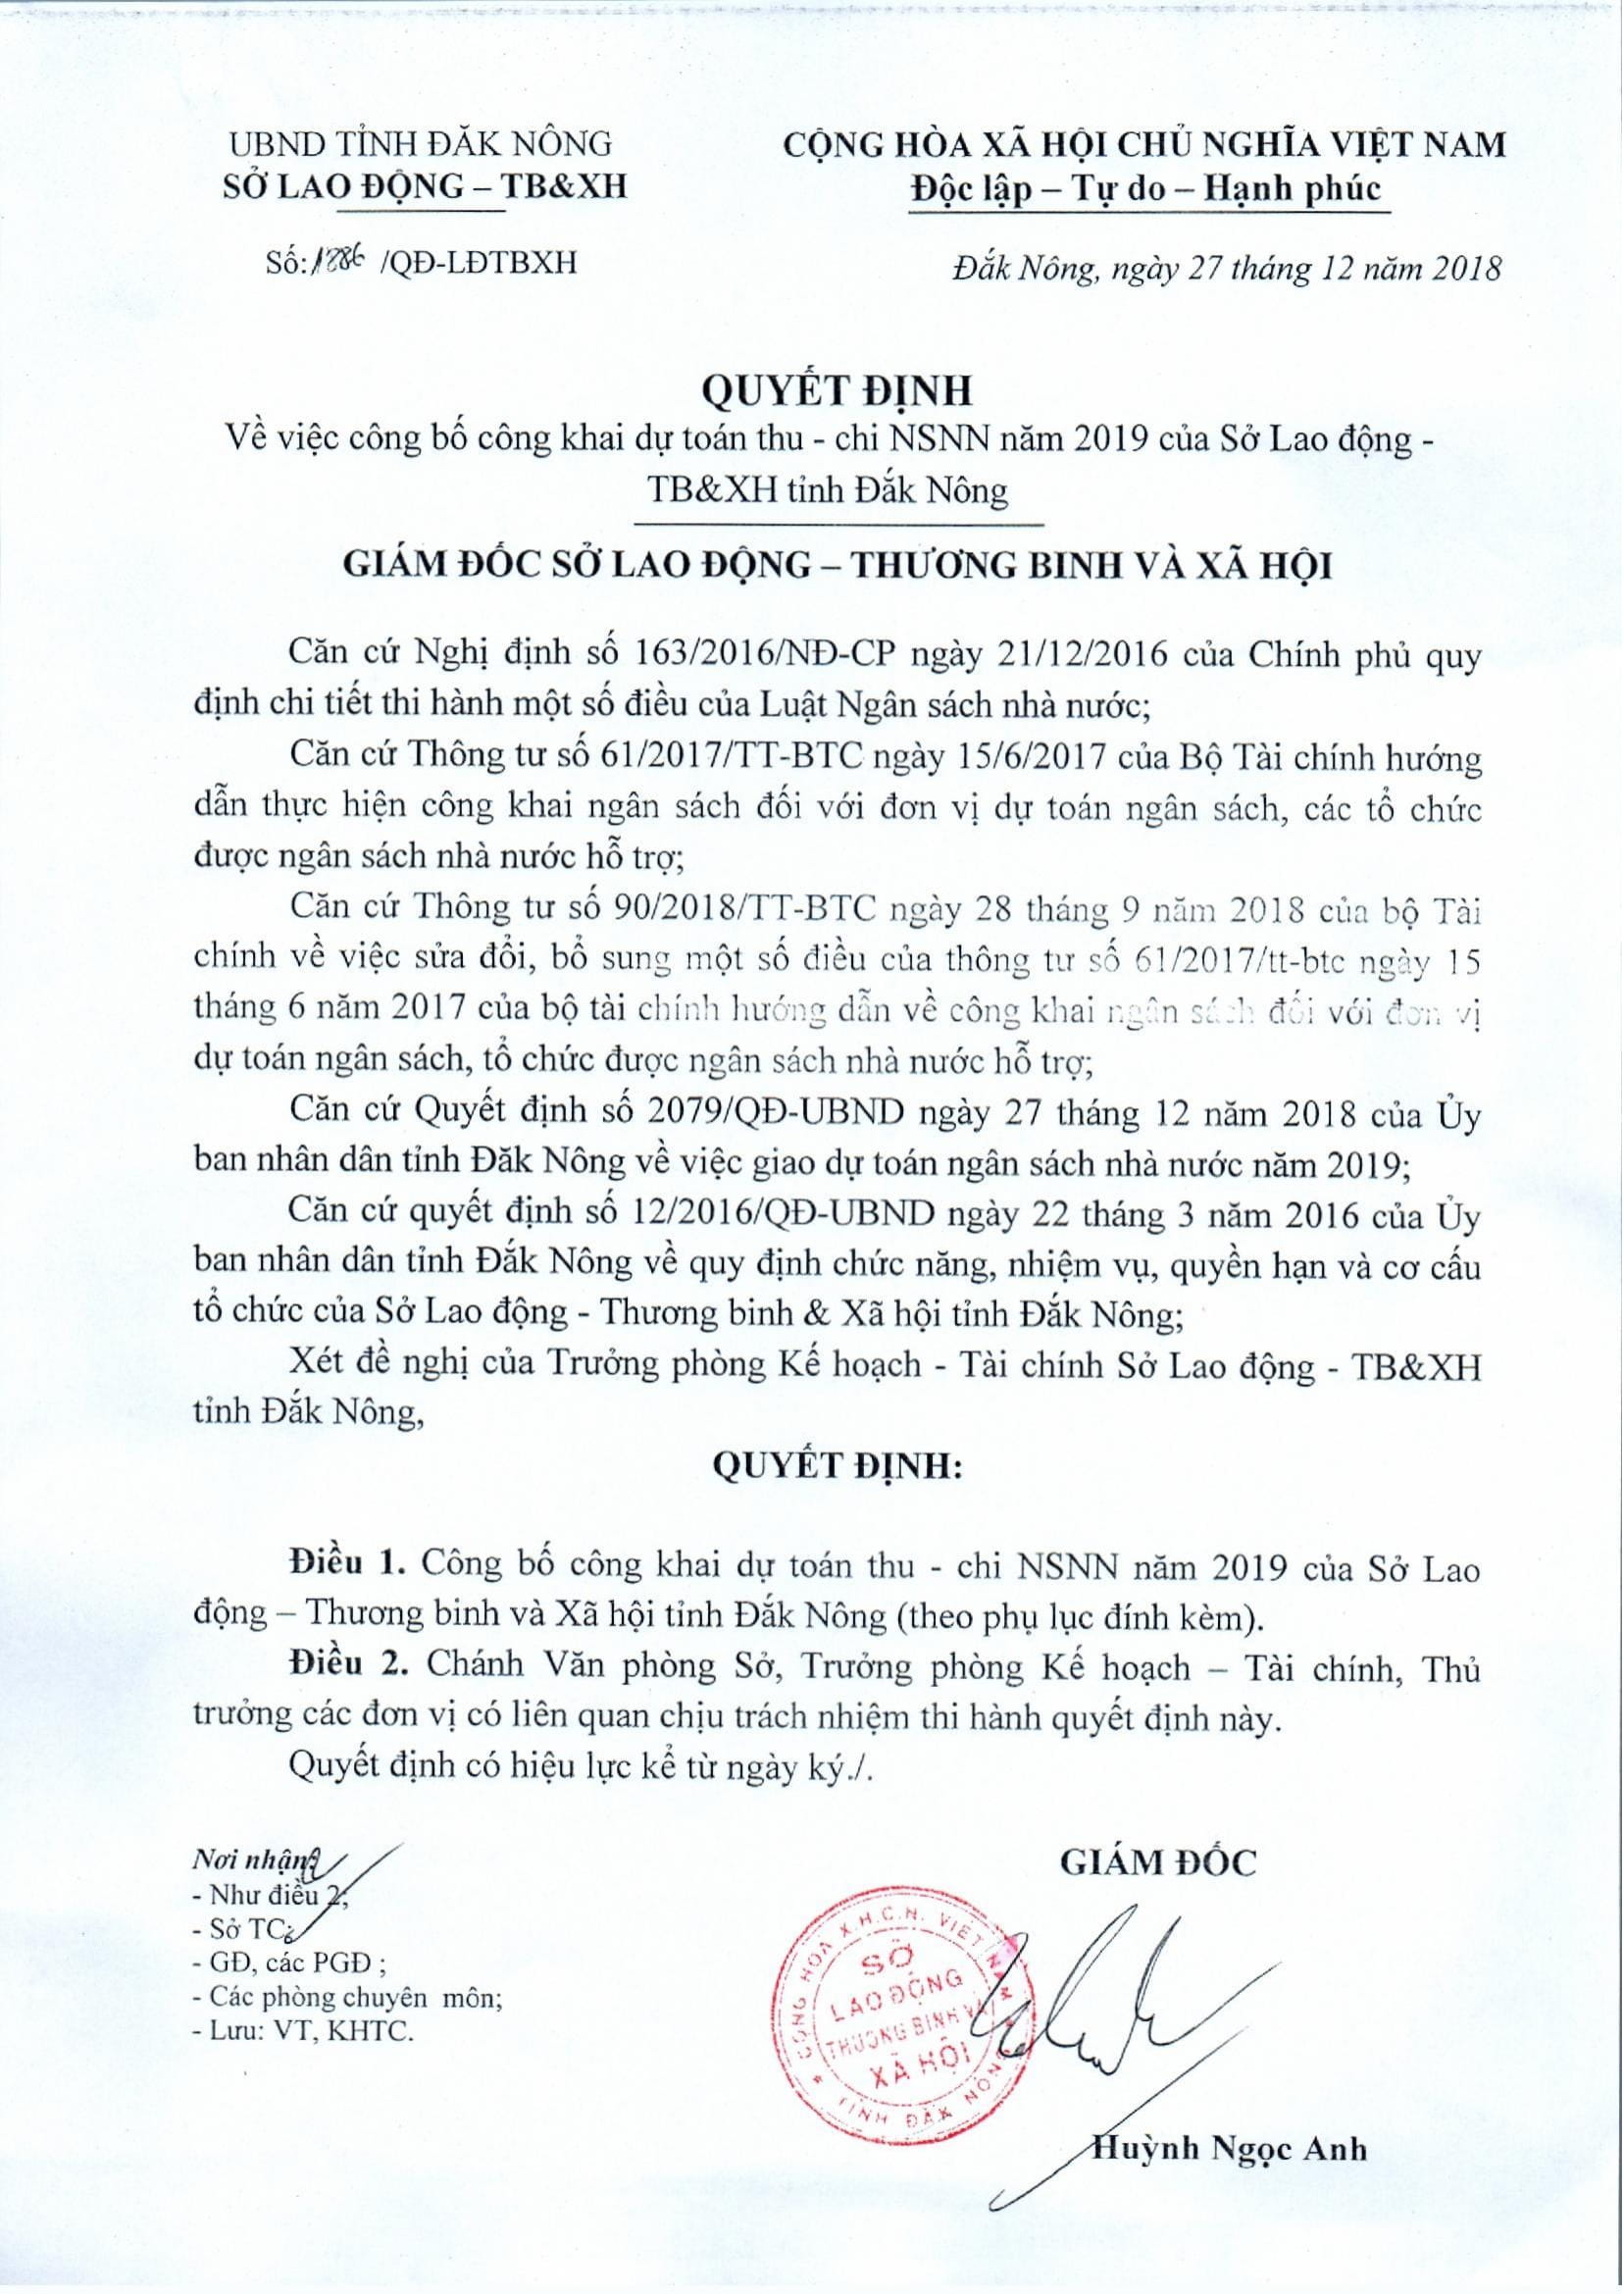 UBND TỈNH ĐĂK NÔNG
SỞ LAO ĐỘNG – TB&XH
Số: 1886 /QĐ-LĐTBXH
CỘNG HÒA XÃ HỘI CHỦ NGHĨA VIỆT NAM
Độc lập – Tự do – Hạnh phúc
Đắk Nông, ngày 27 tháng 12 năm 2018
QUYẾT ĐỊNH
Về việc công bố công khai dự toán thu - chi NSNN năm 2019 của Sở Lao động -
TB&XH tỉnh Đắk Nông
GIÁM ĐỐC SỞ LAO ĐỘNG – THƯƠNG BINH VÀ XÃ HỘI
Căn cứ Nghị định số 163/2016/NĐ-CP ngày 21/12/2016 của Chính phủ quy
định chi tiết thi hành một số điều của Luật Ngân sách nhà nước;
Căn cứ Thông tư số 61/2017/TT-BTC ngày 15/6/2017 của Bộ Tài chính hướng
dẫn thực hiện công khai ngân sách đối với đơn vị dự toán ngân sách, các tổ chức
được ngân sách nhà nước hỗ trợ;
Căn cứ Thông tư số 90/2018/TT-BTC ngày 28 tháng 9 năm 2018 của bộ Tài
chính về việc sửa đổi, bổ sung một số điều của thông tư số 61/2017/tt-btc ngày 15
tháng 6 năm 2017 của bộ tài chính hướng dẫn về công khai ngân sách đối với đơn vị
dự toán ngân sách, tổ chức được ngân sách nhà nước hỗ trợ;
Căn cứ Quyết định số 2079/QĐ-UBND ngày 27 tháng 12 năm 2018 của Ủy
ban nhân dân tỉnh Đăk Nông về việc giao dự toán ngân sách nhà nước năm 2019;
Căn cứ quyết định số 12/2016/QĐ-UBND ngày 22 tháng 3 năm 2016 của Ủy
ban nhân dân tỉnh Đắk Nông về quy định chức năng, nhiệm vụ, quyền hạn và cơ cấu
tổ chức của Sở Lao động - Thương binh & Xã hội tỉnh Đắk Nông;
Xét đề nghị của Trưởng phòng Kế hoạch - Tài chính Sở Lao động - TB&XH
tỉnh Đắk Nông,
QUYẾT ĐỊNH:
Điều 1. Công bố công khai dự toán thu - chi NSNN năm 2019 của Sở Lao
động – Thương binh và Xã hội tỉnh Đắk Nông (theo phụ lục đính kèm).
Điều 2. Chánh Văn phòng Sở, Trưởng phòng Kế hoạch – Tài chính, Thủ
trưởng các đơn vị có liên quan chịu trách nhiệm thi hành quyết định này.
Quyết định có hiệu lực kể từ ngày ký./.
Nơi nhận
- Như điều 2;
- Sở TC;
- GĐ, các PGĐ ;
- Các phòng chuyên môn;
- Lưu: VT, KHTC.
GIÁM ĐỐC
CỘNG HÒA X.H.C.N. VIỆT NAM
SỞ
LAO ĐỘNG
THƯƠNG BINH VÀ
XÃ HỘI
TỈNH ĐĂK NÔNG
Huỳnh Ngọc Anh